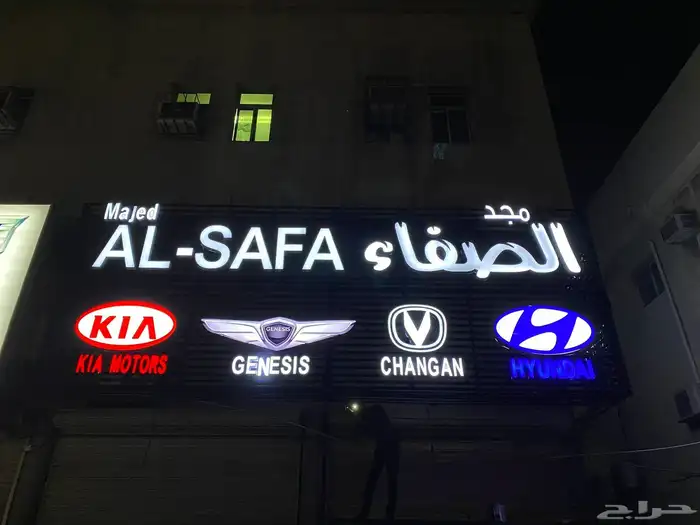 Majed
مجد
AL-SAFA
الصفاء
KIA
GENESIS
KIA MOTORS
GENESIS
CHANGAN
HYUNDAI
حراج